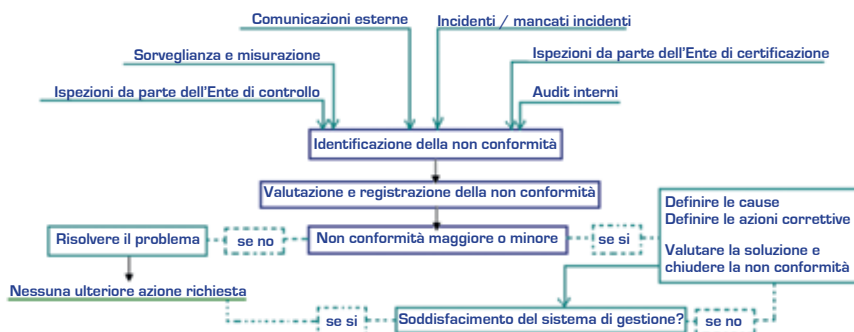 Comunicazioni esterne
Incidenti / mancati incidenti
Sorveglianza e misurazione
Ispezioni da parte dell'Ente di certificazione
Ispezioni da parte dell'Ente di controllo
Audit interni
Identificazione della non conformità
Valutazione e registrazione della non conformità
Definire le cause
Definire le azioni correttive
Risolvere il problema
se no
Non conformità maggiore o minore
se si
Valutare la soluzione e
chiudere la non conformità
Nessuna ulteriore azione richiesta
se si
Soddisfacimento del sistema di gestione?
se no